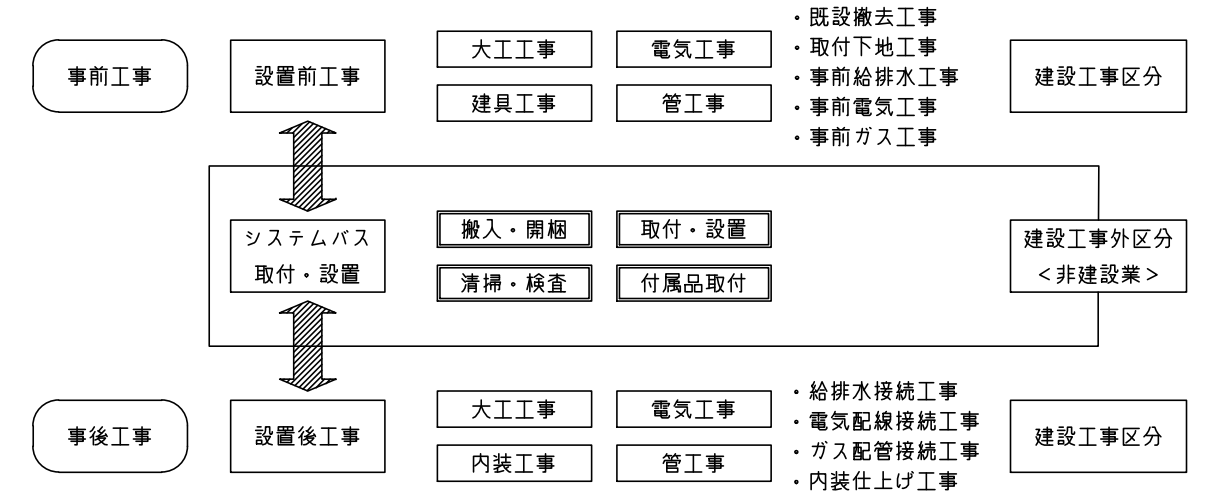 事前工事
設置前工事
大工工事
電気工事
建具工事
管工事
・既設撤去工事
・取付下地工事
・事前給排水工事
・事前電気工事
・事前ガス工事
建設工事区分
システムバス
取付・設置
搬入・開梱
取付・設置
清掃・検査
付属品取付
建設工事外区分
<非建設業>
事後工事
設置後工事
大工工事
電気工事
内装工事
管工事
・給排水接続工事
・電気配線接続工事
・ガス配管接続工事
・内装仕上げ工事
建設工事区分